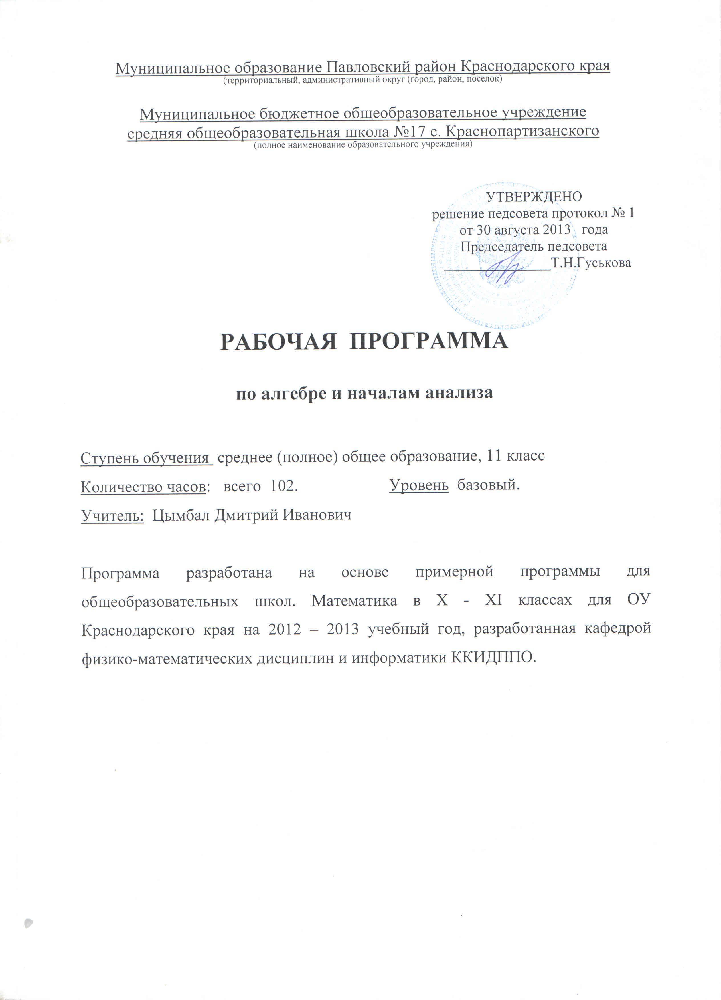 Муниципальное образование Павловский район Краснодарского края
(территориальный, административный округ (город, район, поселок)
Муниципальное бюджетное общеобразовательное учреждение
средняя общеобразовательная школа №17 с. Краснопартизанского
(полное наименование образовательного учреждения)
УТВЕРЖДЕНО
решение педсовета протокол № 1
от 30 августа 2013 года
Председатель педсовета
_______________Т.Н.Гуськова
РАБОЧАЯ ПРОГРАММА
по алгебре и началам анализа
Ступень обучения среднее (полное) общее образование, 11 класс
Количество часов: всего 102. Уровень базовый.
Учитель: Цымбал Дмитрий Иванович
Программа разработана на основе примерной программы для
общеобразовательных школ. Математика в X - XI классах для ОУ
Краснодарского края на 2012 – 2013 учебный год, разработанная кафедрой
физико-математических дисциплин и информатики ККИДППО.